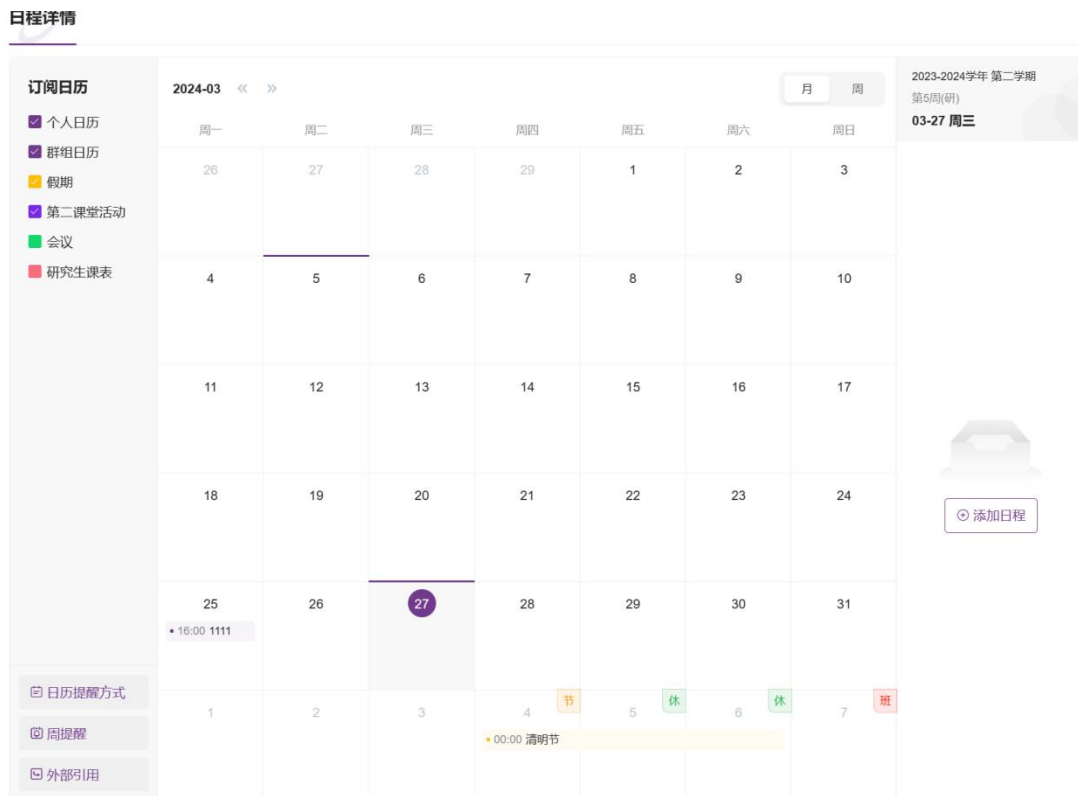 日程详情
订阅日历
个人日历
群组日历
假期
第二课堂活动
会议
研究生课表
日历提醒方式
周提醒
外部引用
2024-03 « »
月 周
周一 周二 周三 周四 周五 周六 周日
26 27 28 29 1 2 3
4 5 6 7 8 9 10
11 12 13 14 15 16 17
18 19 20 21 22 23 24
25 26 27 28 29 30 31
• 16:00 1111
节 休 休 班
1 2 3 4 5 6 7
• 00:00 清明节
2023-2024学年 第二学期
第5周(研)
03-27 周三
添加日程